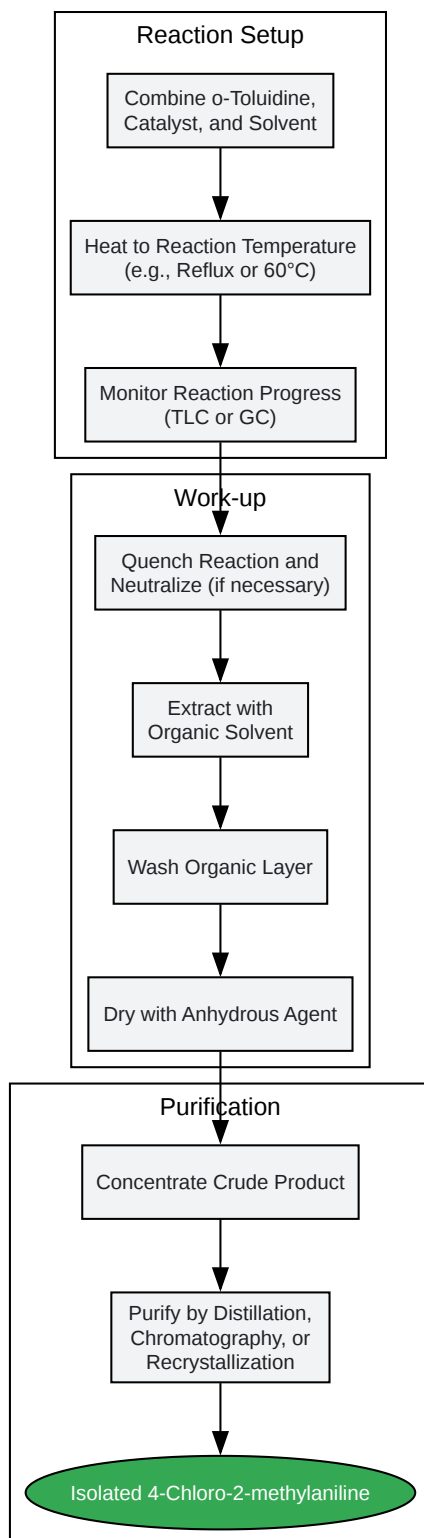 Reaction Setup
Combine o-Toluidine,
Catalyst, and Solvent
Heat to Reaction Temperature
(e.g., Reflux or 60°C)
Monitor Reaction Progress
(TLC or GC)
Work-up
Quench Reaction and
Neutralize (if necessary)
Extract with
Organic Solvent
Wash Organic Layer
Dry with Anhydrous Agent
Purification
Concentrate Crude Product
Purify by Distillation,
Chromatography, or
Recrystallization
Isolated 4-Chloro-2-methylaniline